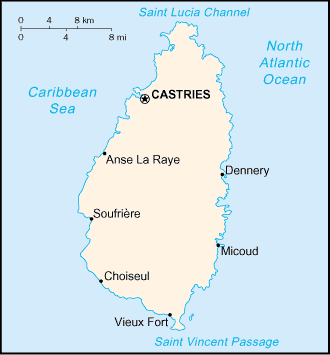 Saint Lucia Channel
0 4 8 km
0 4 8 mi
North
Atlantic
Ocean
Caribbean
Sea
CASTRIES
Anse La Raye
Dennery
Soufrière
Micoud
Choiseul
Vieux Fort
Saint Vincent Passage